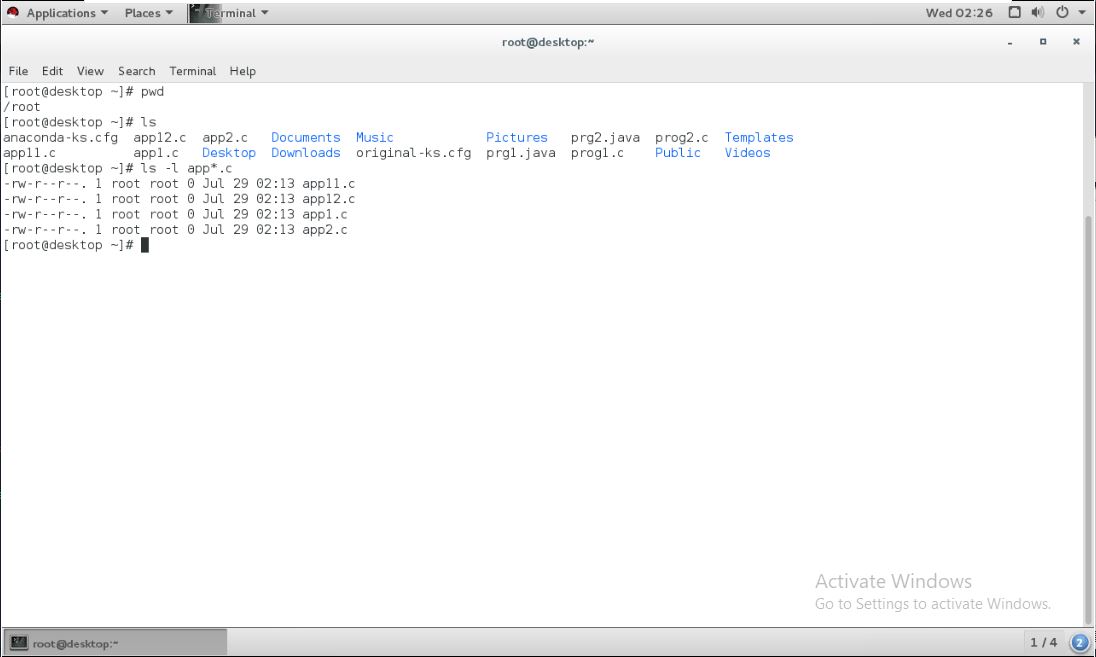 Applications Places Terminal Wed 02:26
root@desktop:~
File Edit View Search Terminal Help
[root@desktop ~]# pwd
/root
[root@desktop ~]# ls
anaconda-ks.cfg app12.c app2.c Documents Music Pictures prg2.java prog2.c Templates
app11.c app1.c Desktop Downloads original-ks.cfg prg1.java prog1.c Public Videos
[root@desktop ~]# ls -l app*.c
-rw-r--r--. 1 root root 0 Jul 29 02:13 app11.c
-rw-r--r--. 1 root root 0 Jul 29 02:13 app12.c
-rw-r--r--. 1 root root 0 Jul 29 02:13 app1.c
-rw-r--r--. 1 root root 0 Jul 29 02:13 app2.c
[root@desktop ~]#
Activate Windows
Go to Settings to activate Windows.
root@desktop:~ 1 / 4 2